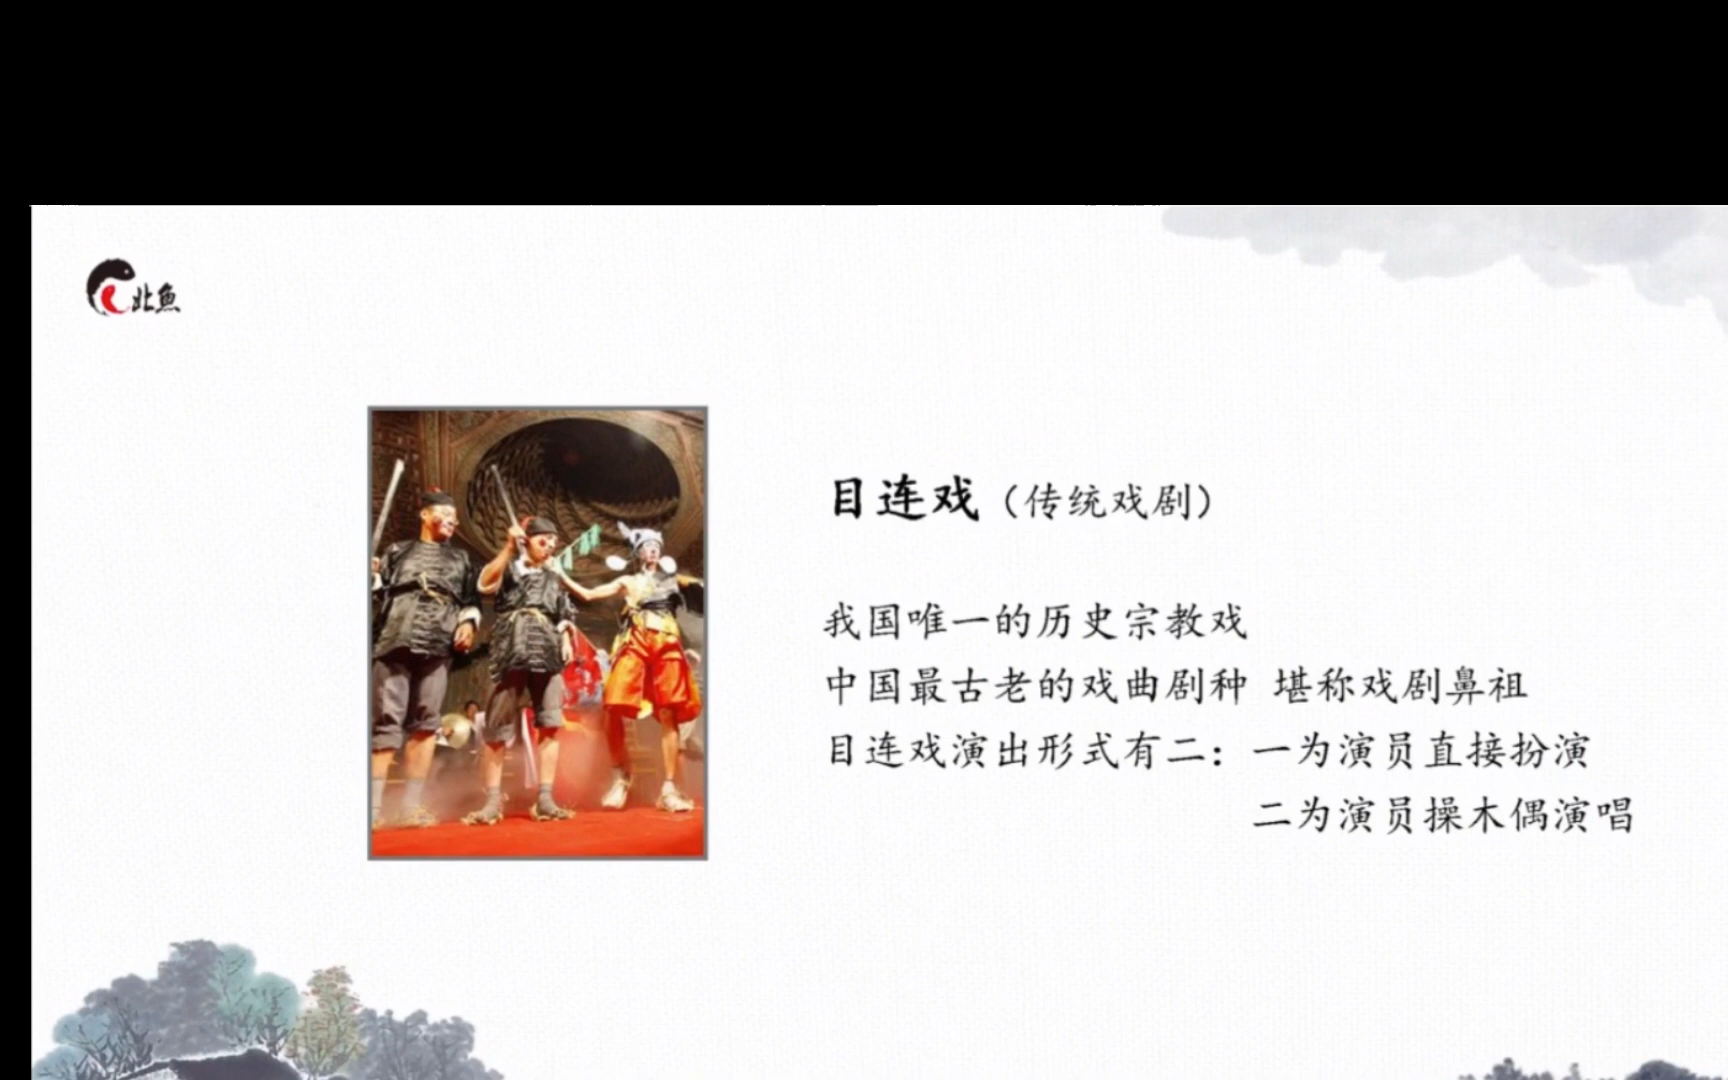 北魚
目连戏（传统戏剧）
我国唯一的历史宗教戏
中国最古老的戏曲剧种 堪称戏剧鼻祖
目连戏演出形式有二：一为演员直接扮演
二为演员操木偶演唱